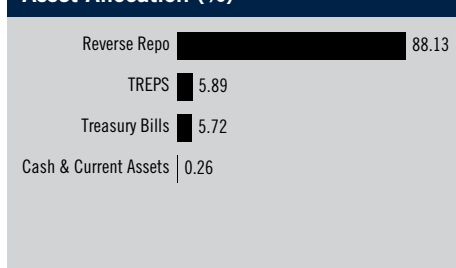 Asset Allocation (%)
Reverse Repo 88.13
TREPS 5.89
Treasury Bills 5.72
Cash & Current Assets 0.26